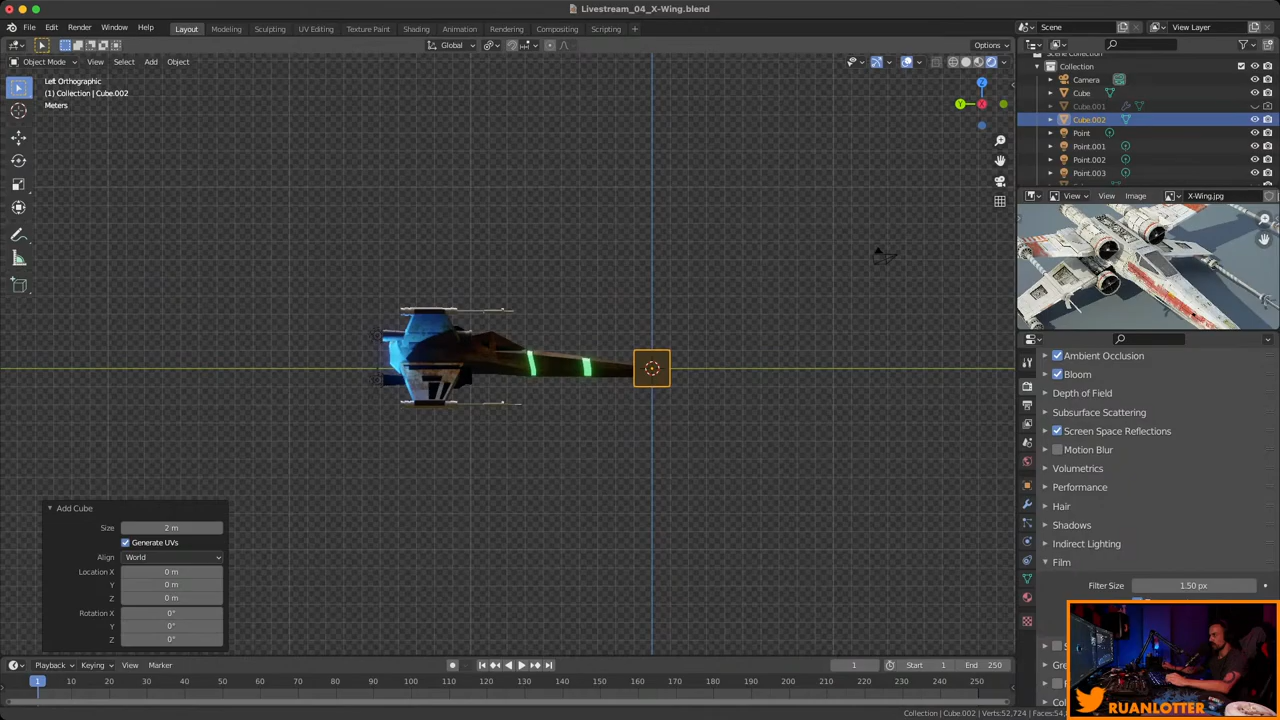 Livestream_04_X-Wing.blend
File Edit Render Window Help
Layout Modeling Sculpting UV Editing Texture Paint Shading Animation Rendering Compositing Scripting +
Scene View Layer
Global Options
Object Mode View Select Add Object
Left Orthographic
(1) Collection | Cube.002
Meters
Z
Y
X
Collection
Camera
Cube
Cube.001
Cube.002
Point
Point.001
Point.002
Point.003
View View Image X-Wing.jpg
Ambient Occlusion
Bloom
Depth of Field
Subsurface Scattering
Screen Space Reflections
Motion Blur
Volumetrics
Performance
Hair
Shadows
Indirect Lighting
Film
Filter Size 1.50 px
Add Cube
Size 2 m
Generate UVs
Align World
Location X 0 m
Y 0 m
Z 0 m
Rotation X 0°
Y 0°
Z 0°
Playback Keying View Marker
1 Start 1 End 250
1 10 20 30 40 50 60 70 80 90 100 110 120 130 140 150 160 170 180 190 200 210 220 230 240 250
Collection | Cube.002 | Verts:52,724 | Faces:54,
RUANLOTTER